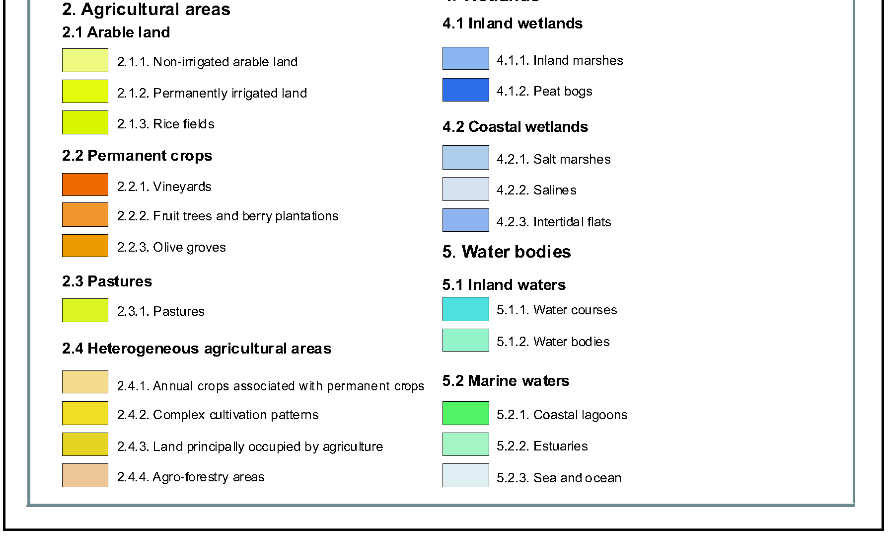 2. Agricultural areas
2.1 Arable land
2.1.1. Non-irrigated arable land
2.1.2. Permanently irrigated land
2.1.3. Rice fields
2.2 Permanent crops
2.2.1. Vineyards
2.2.2. Fruit trees and berry plantations
2.2.3. Olive groves
2.3 Pastures
2.3.1. Pastures
2.4 Heterogeneous agricultural areas
2.4.1. Annual crops associated with permanent crops
2.4.2. Complex cultivation patterns
2.4.3. Land principally occupied by agriculture
2.4.4. Agro-forestry areas
4.1 Inland wetlands
4.1.1. Inland marshes
4.1.2. Peat bogs
4.2 Coastal wetlands
4.2.1. Salt marshes
4.2.2. Salines
4.2.3. Intertidal flats
5. Water bodies
5.1 Inland waters
5.1.1. Water courses
5.1.2. Water bodies
5.2 Marine waters
5.2.1. Coastal lagoons
5.2.2. Estuaries
5.2.3. Sea and ocean